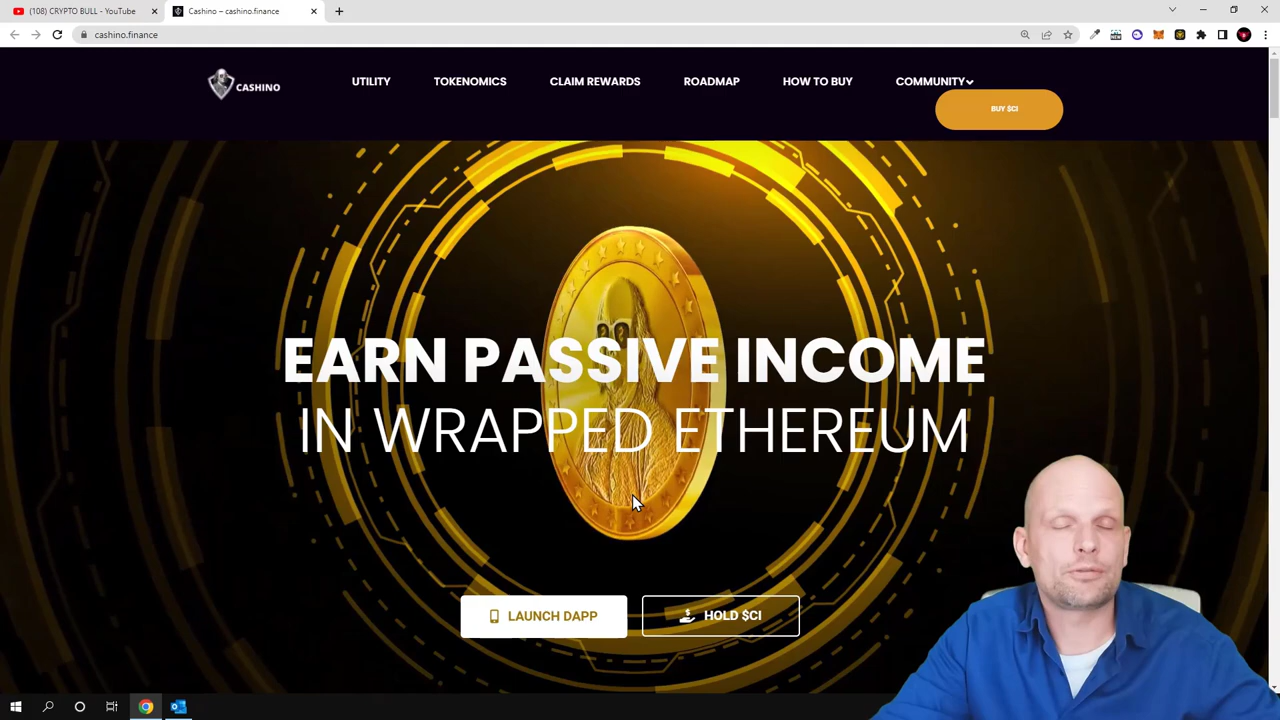 (108) CRYPTO BULL - YouTube
Cashino – cashino.finance
cashino.finance
CASHINO
UTILITY
TOKENOMICS
CLAIM REWARDS
ROADMAP
HOW TO BUY
COMMUNITY
BUY $CI
EARN PASSIVE INCOME
IN WRAPPED ETHEREUM
LAUNCH DAPP
HOLD $CI